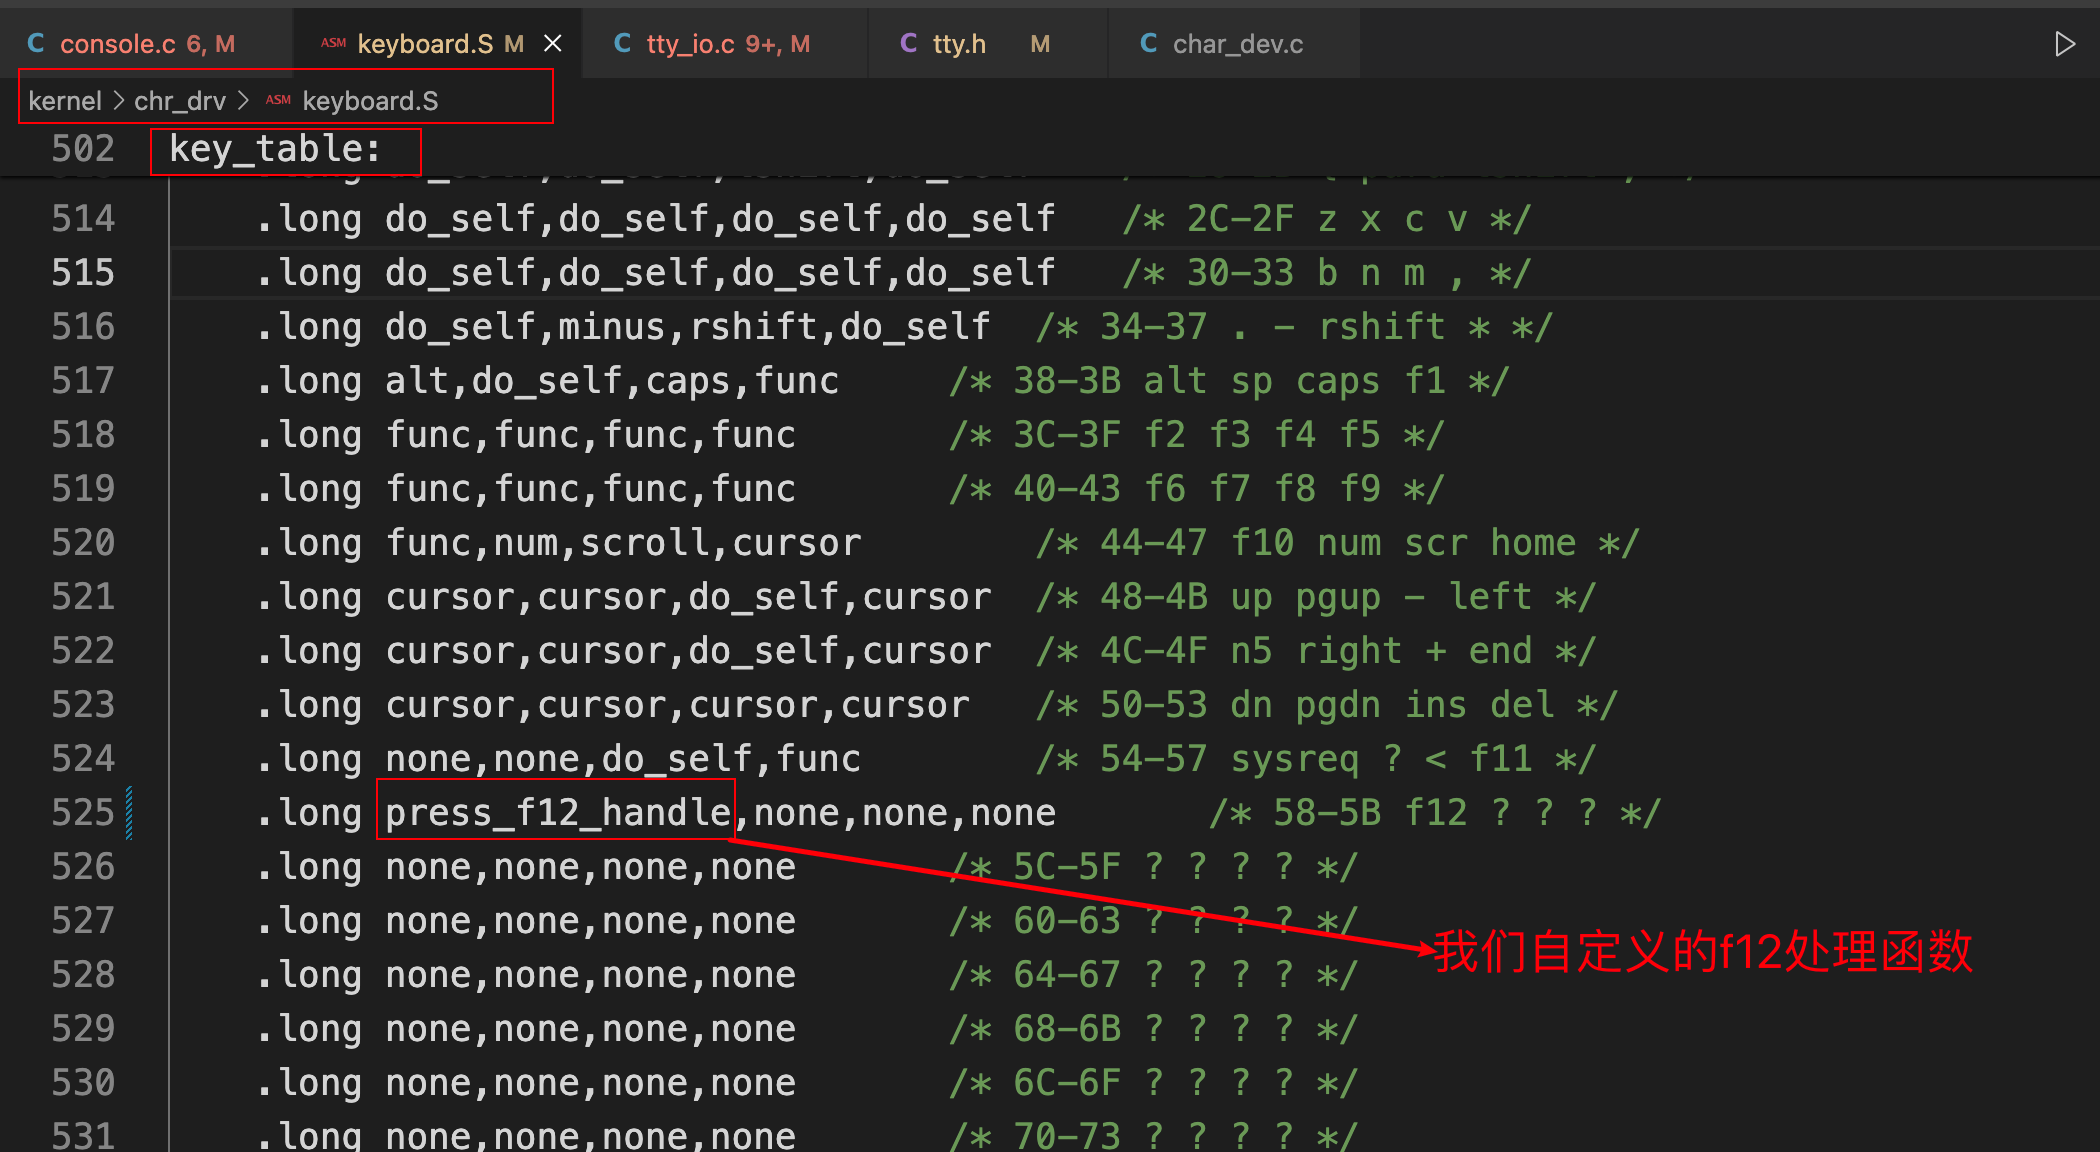 C console.c 6, M
ASM keyboard.S M
C tty_io.c 9+, M
C tty.h M
C char_dev.c
kernel > chr_drv > ASM keyboard.S
502 key_table:
514 .long do_self,do_self,do_self,do_self /* 2C-2F z x c v */
515 .long do_self,do_self,do_self,do_self /* 30-33 b n m , */
516 .long do_self,minus,rshift,do_self /* 34-37 . - rshift * */
517 .long alt,do_self,caps,func /* 38-3B alt sp caps f1 */
518 .long func,func,func,func /* 3C-3F f2 f3 f4 f5 */
519 .long func,func,func,func /* 40-43 f6 f7 f8 f9 */
520 .long func,num,scroll,cursor /* 44-47 f10 num scr home */
521 .long cursor,cursor,do_self,cursor /* 48-4B up pgup - left */
522 .long cursor,cursor,do_self,cursor /* 4C-4F n5 right + end */
523 .long cursor,cursor,cursor,cursor /* 50-53 dn pgdn ins del */
524 .long none,none,do_self,func /* 54-57 sysreq ? < f11 */
525 .long press_f12_handle,none,none,none /* 58-5B f12 ? ? ? */
526 .long none,none,none,none /* 5C-5F ? ? ? ? */
527 .long none,none,none,none /* 60-63 ? ? ? ? */
我们自定义的f12处理函数
528 .long none,none,none,none /* 64-67 ? ? ? ? */
529 .long none,none,none,none /* 68-6B ? ? ? ? */
530 .long none,none,none,none /* 6C-6F ? ? ? ? */
531 .long none,none,none,none /* 70-73 ? ? ? ? */